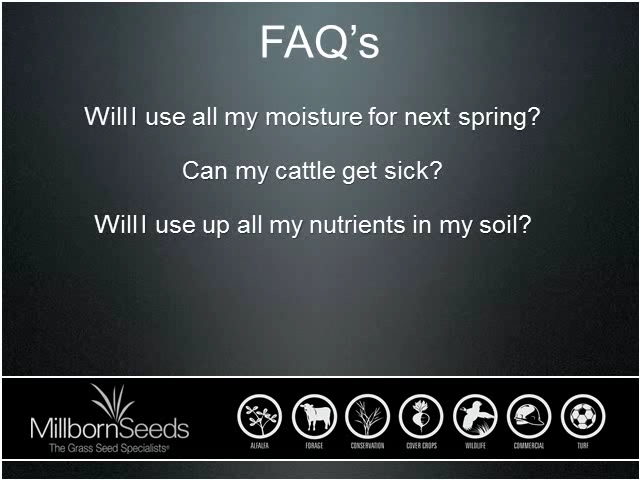 FAQ’s
Will I use all my moisture for next spring?
Can my cattle get sick?
Will I use up all my nutrients in my soil?
MillbornSeeds
The Grass Seed Specialists®
ALFALFA
FORAGE
CONSERVATION
COVER CROPS
WILDLIFE
COMMERCIAL
TURF